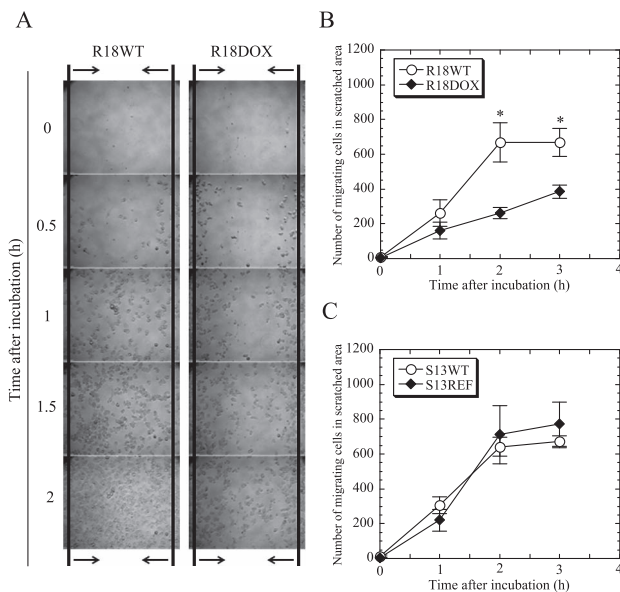 A
R18WT R18DOX
Time after incubation (h)
0
0.5
1
1.5
2
B
Number of migrating cells in scratched area
1200
1000
800
600
400
200
0
R18WT
R18DOX
* *
0 1 2 3 4
Time after incubation (h)
C
Number of migrating cells in scratched area
1200
1000
800
600
400
200
0
S13WT
S13REF
0 1 2 3 4
Time after incubation (h)